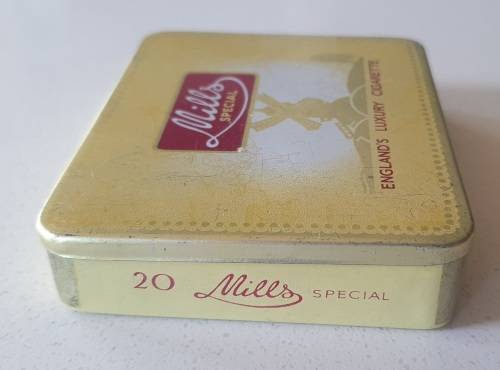 Mills
SPECIAL
ENGLAND'S LUXURY CIGARETTE
20 Mills SPECIAL